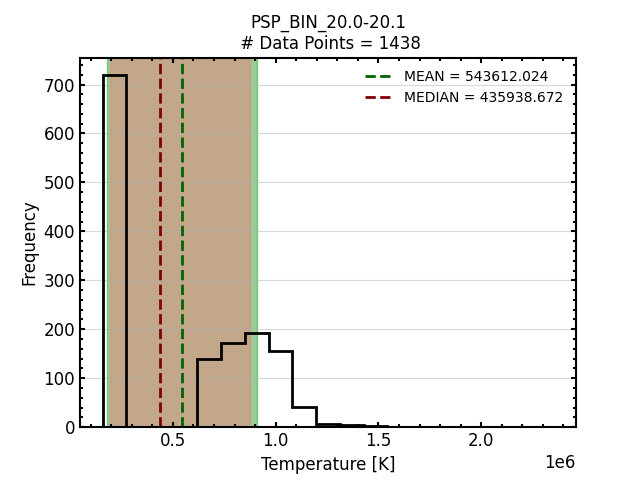 PSP_BIN_20.0-20.1
# Data Points = 1438
MEAN = 543612.024
MEDIAN = 435938.672
Frequency
700
600
500
400
300
200
100
0
0.5 1.0 1.5 2.0
Temperature [K]
1e6